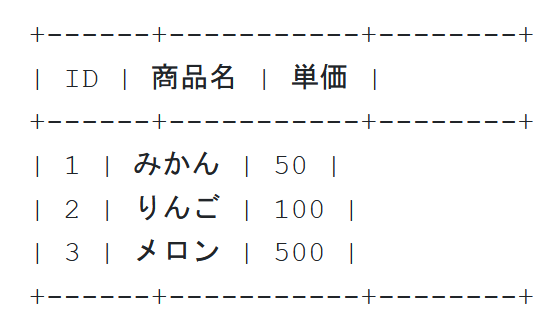 +------+-----------+--------+
| ID | 商品名 | 単価 |
+------+-----------+--------+
| 1 | みかん | 50 |
| 2 | りんご | 100 |
| 3 | メロン | 500 |
+------+-----------+--------+